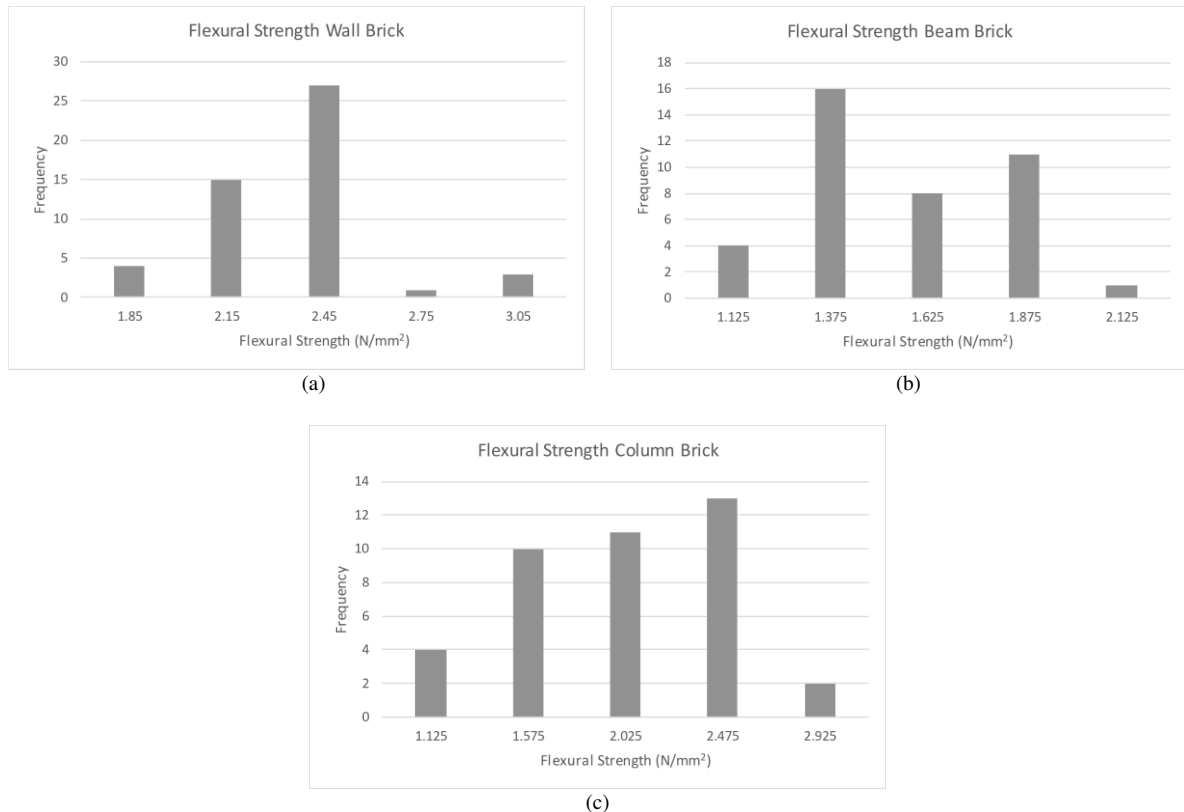 Flexural Strength Wall Brick
30
25
20
15
10
5
0
Frequency
1.85 2.15 2.45 2.75 3.05
Flexural Strength (N/mm²)
(a)
Flexural Strength Beam Brick
18
16
14
12
10
8
6
4
2
0
Frequency
1.125 1.375 1.625 1.875 2.125
Flexural Strength (N/mm²)
(b)
Flexural Strength Column Brick
14
12
10
8
6
4
2
0
Frequency
1.125 1.575 2.025 2.475 2.925
Flexural Strength (N/mm²)
(c)